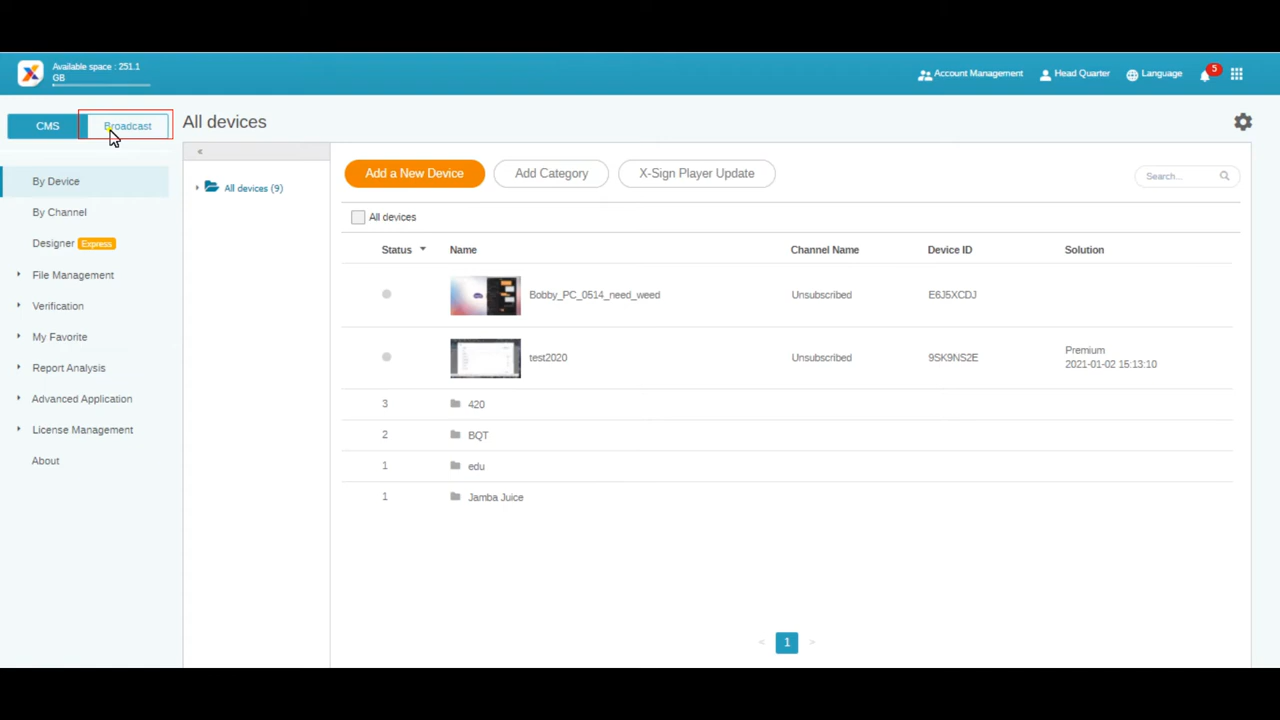 Available space : 251.1
GB
Account Management
Head Quarter
Language
5
CMS
Broadcast
All devices
By Device
By Channel
Designer Express
File Management
Verification
My Favorite
Report Analysis
Advanced Application
License Management
About
«
All devices (9)
Add a New Device
Add Category
X-Sign Player Update
Search...
All devices
Status Name Channel Name Device ID Solution
Bobby_PC_0514_need_weed Unsubscribed E6J5XCDJ
test2020 Unsubscribed 9SK9NS2E Premium
2021-01-02 15:13:10
3 420
2 BQT
1 edu
1 Jamba Juice
< 1 >